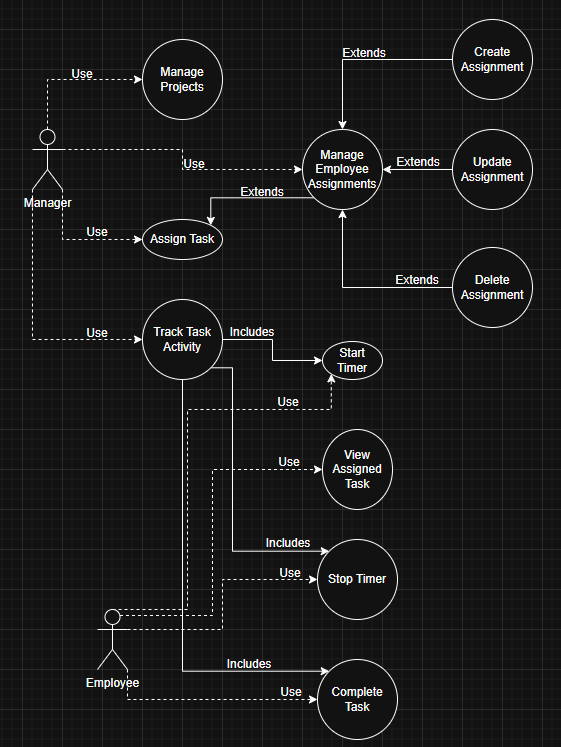 Create
Assignment
Extends
Manage
Projects
Use
Manage
Employee
Assignments
Extends
Update
Assignment
Use
Manager
Extends
Use
Assign Task
Extends
Delete
Assignment
Use
Track Task
Activity
Includes
Start
Timer
Use
View
Assigned
Task
Use
Includes
Use
Stop Timer
Employee
Includes
Use
Complete
Task